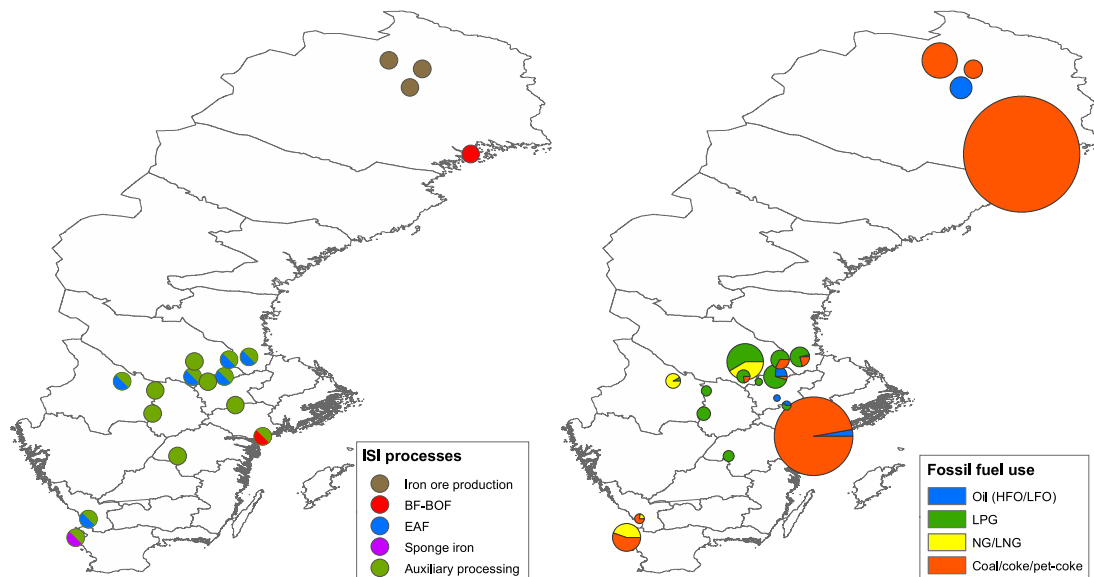 ISI processes
Iron ore production
BF-BOF
EAF
Sponge iron
Auxiliary processing
Fossil fuel use
Oil (HFO/LFO)
LPG
NG/LNG
Coal/coke/pet-coke